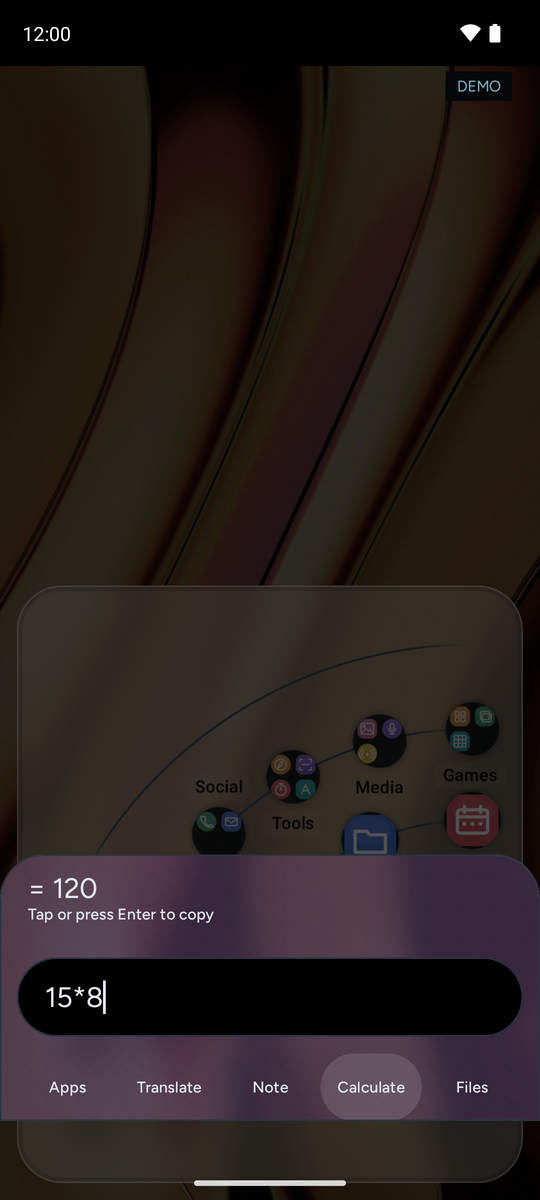 12:00
DEMO
Games
Social
Media
Tools
= 120
Tap or press Enter to copy
15*8
Apps Translate Note Calculate Files